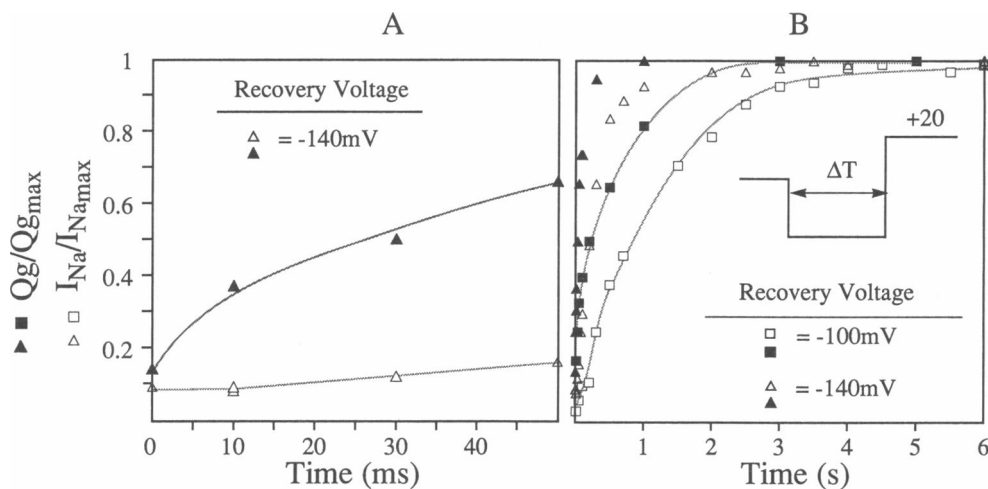 A
B
1
0.8
0.6
0.4
0.2
Recovery Voltage
△ = -140mV
▲
0
10
20
30
40
Time (ms)
■ Qg/Qgmax
▲
□ INa/INamax
△
+20
ΔT
Recovery Voltage
□ = -100mV
■
△ = -140mV
▲
0
1
2
3
4
5
6
Time (s)